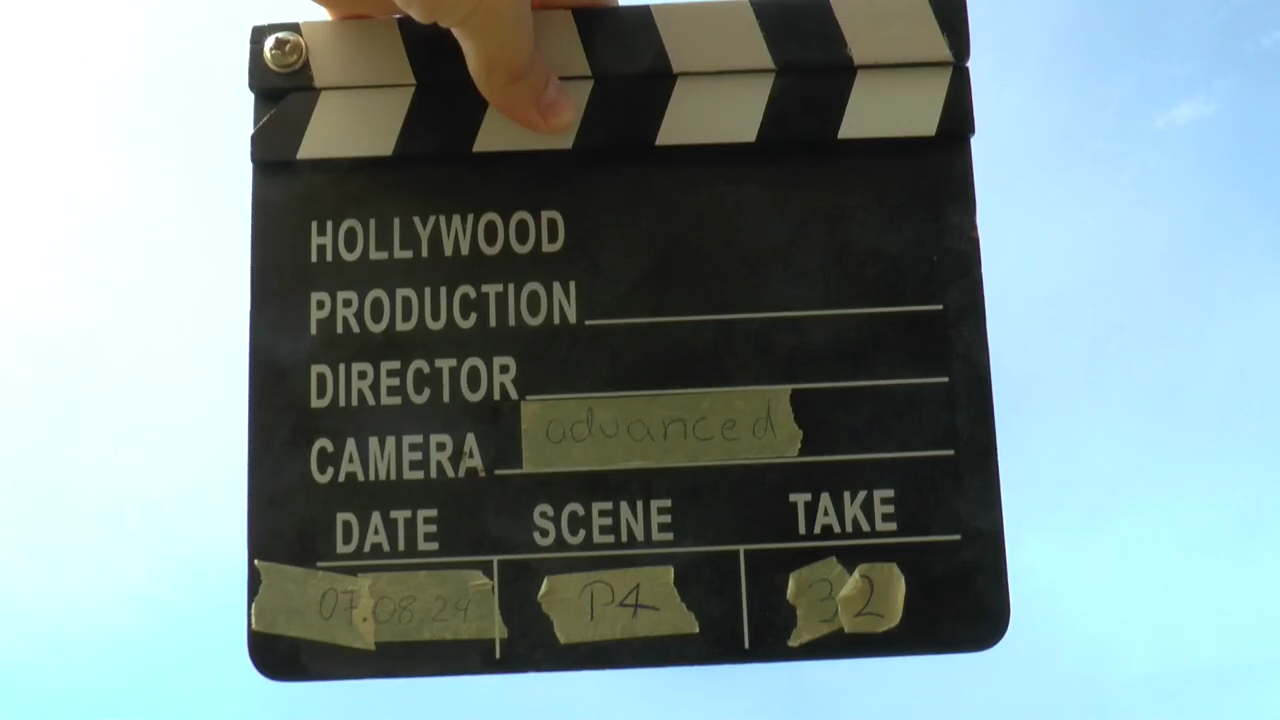 HOLLYWOOD
PRODUCTION
DIRECTOR
CAMERA advanced
DATE SCENE TAKE
07.08.24 P4 32